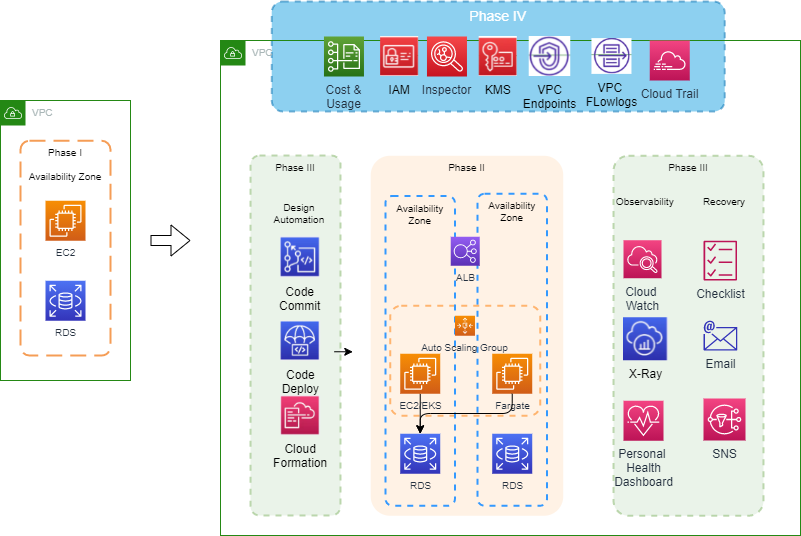 Phase IV
VPC
Cost &
Usage
IAM
Inspector
KMS
VPC
Endpoints
VPC
FLowlogs
Cloud Trail
VPC
Phase I
Availability Zone
EC2
RDS
Phase III
Design
Automation
Code
Commit
Code
Deploy
Cloud
Formation
Phase II
Availability
Zone
Availability
Zone
ALB
Auto Scaling Group
EC2/EKS
Fargate
RDS
RDS
Phase III
Observability
Recovery
Cloud
Watch
Checklist
X-Ray
@
Email
Personal
Health
Dashboard
SNS